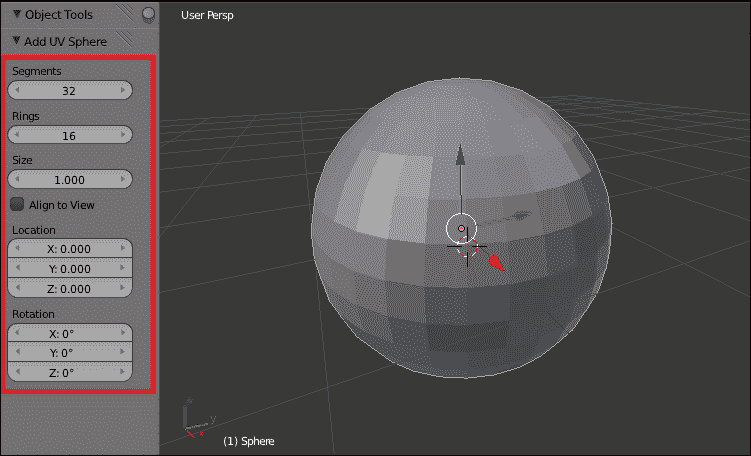 Object Tools
Add UV Sphere
Segments
32
Rings
16
Size
1.000
Align to View
Location
X: 0.000
Y: 0.000
Z: 0.000
Rotation
X: 0°
Y: 0°
Z: 0°
User Persp
y
(1) Sphere